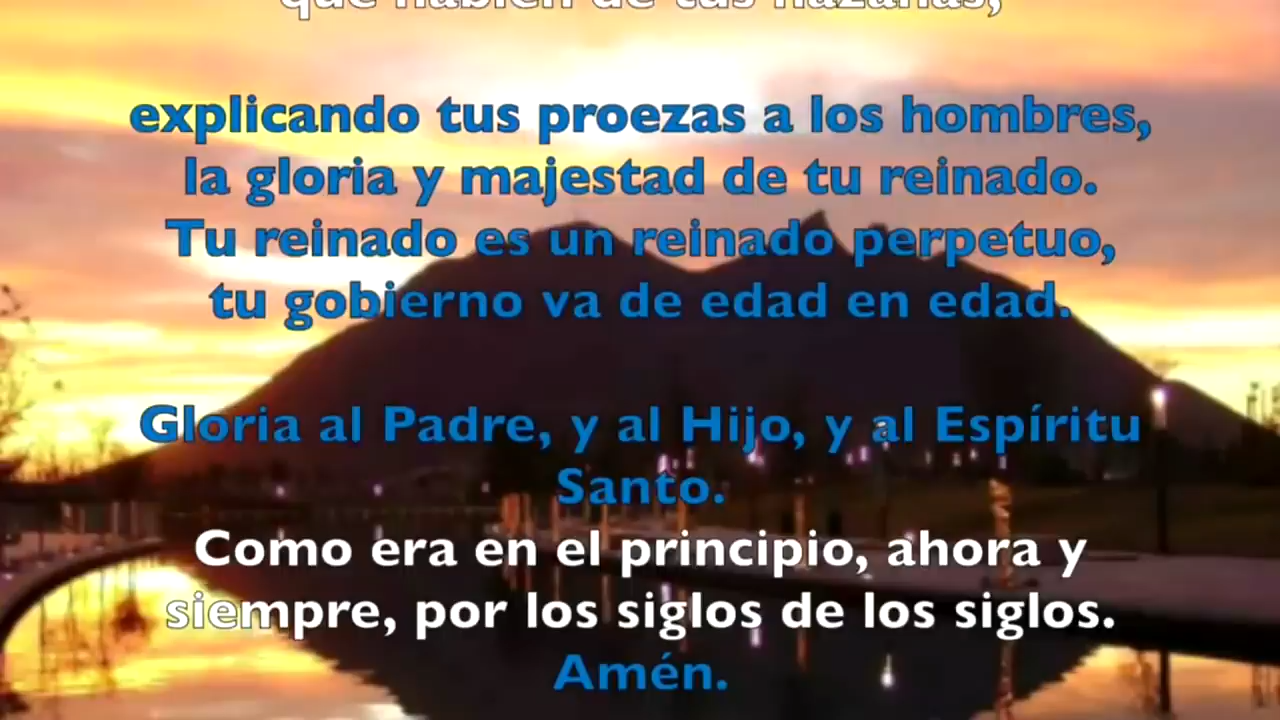 que hablen de tus hazañas,
explicando tus proezas a los hombres,
la gloria y majestad de tu reinado.
Tu reinado es un reinado perpetuo,
tu gobierno va de edad en edad.
Gloria al Padre, y al Hijo, y al Espíritu
Santo.
Como era en el principio, ahora y
siempre, por los siglos de los siglos.
Amén.